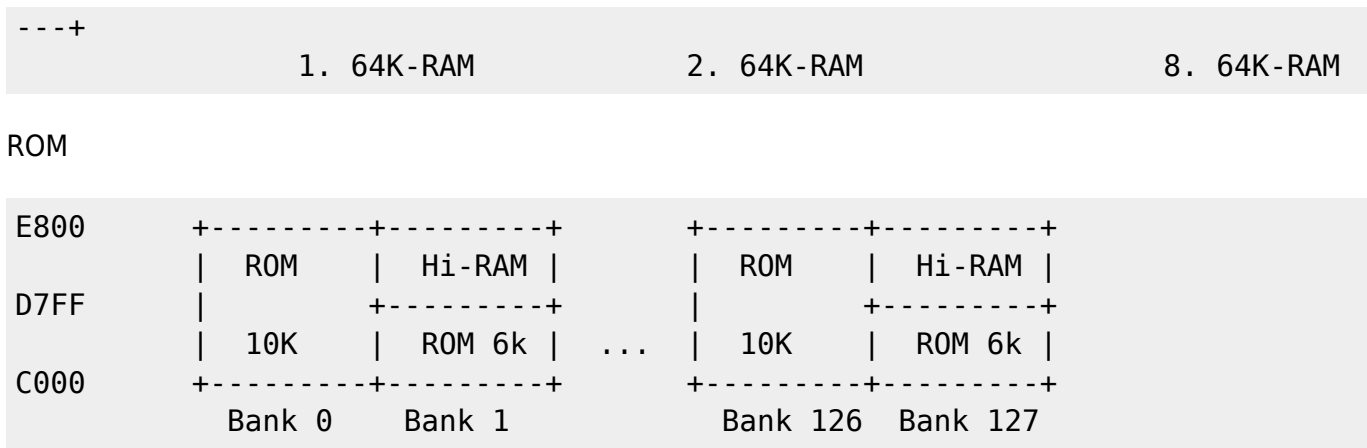 ---+
                 1. 64K-RAM             2. 64K-RAM                  8. 64K-RAM
ROM
E800       +---------+---------+       +---------+---------+
           |  ROM    | Hi-RAM |        |  ROM    | Hi-RAM |
D7FF       |         +---------+       |         +---------+
           |  10K    | ROM 6k |  ...   |  10K    | ROM 6k |
C000       +---------+---------+       +---------+---------+
             Bank 0    Bank 1            Bank 126  Bank 127